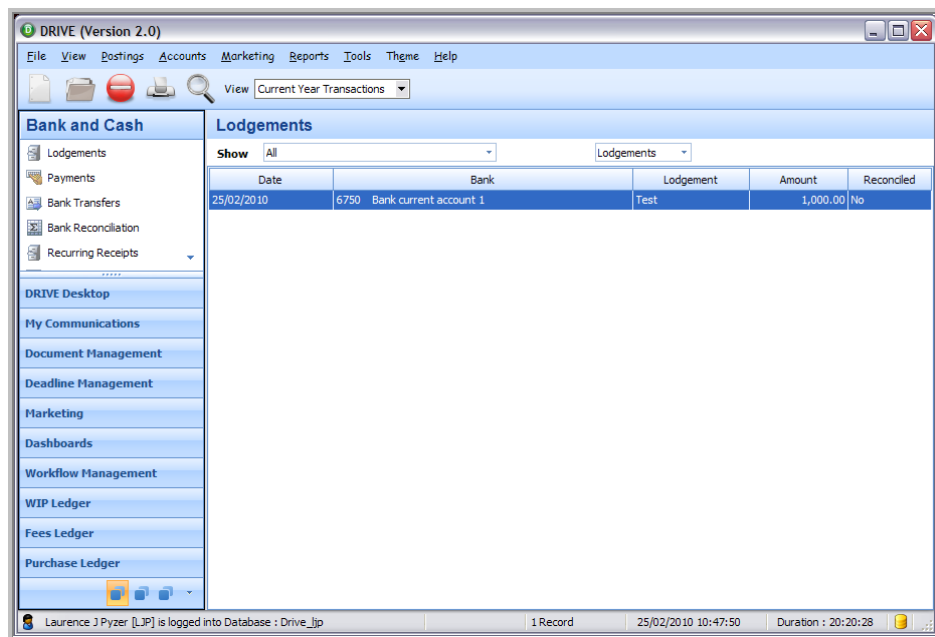 DRIVE (Version 2.0)
File View Postings Accounts Marketing Reports Tools Theme Help
View Current Year Transactions
Bank and Cash
Lodgements
Payments
Bank Transfers
Bank Reconciliation
Recurring Receipts
DRIVE Desktop
My Communications
Document Management
Deadline Management
Marketing
Dashboards
Workflow Management
WIP Ledger
Fees Ledger
Purchase Ledger
Lodgements
Show All Lodgements
Date Bank Lodgement Amount Reconciled
25/02/2010 6750 Bank current account 1 Test 1,000.00 No
Laurence J Pyzer [LJP] is logged into Database : Drive_ljp 1 Record 25/02/2010 10:47:50 Duration : 20:20:28